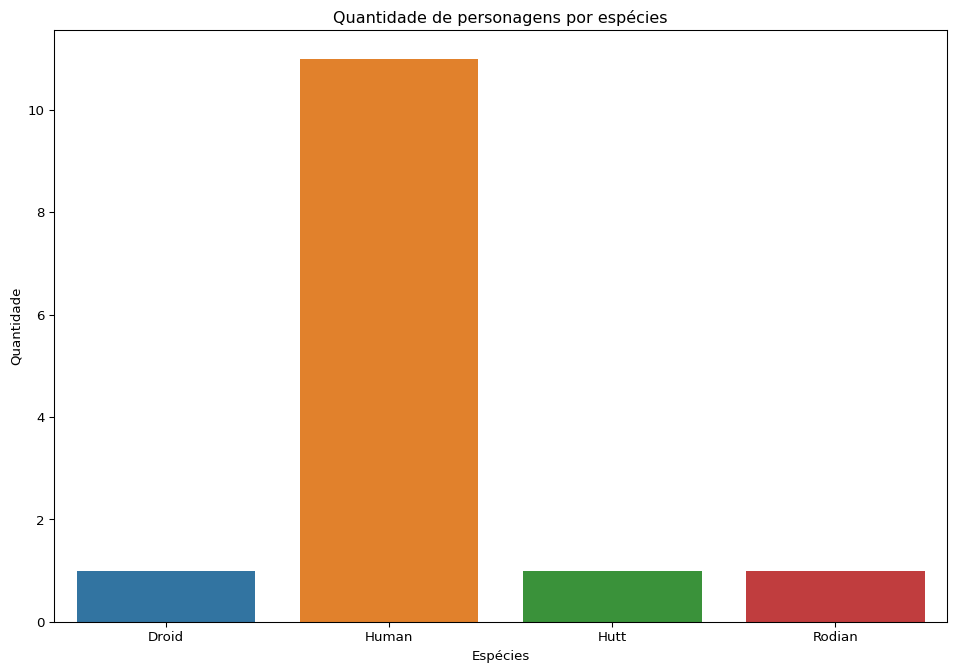 Quantidade de personagens por espécies
Quantidade
10
8
6
4
2
0
Droid
Human
Hutt
Rodian
Espécies